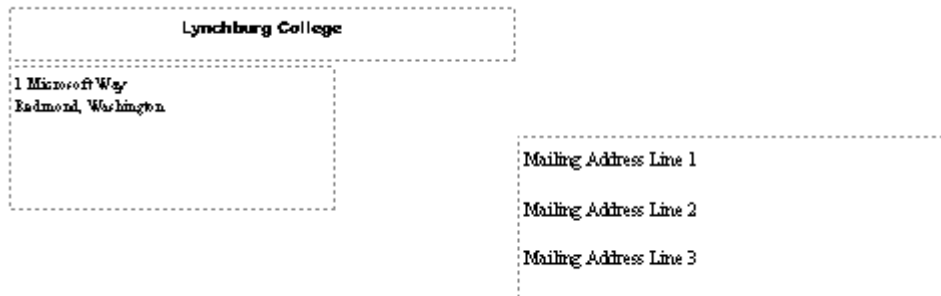 Lynchburg College
1 Microsoft Way
Redmond, Washington
Mailing Address Line 1
Mailing Address Line 2
Mailing Address Line 3